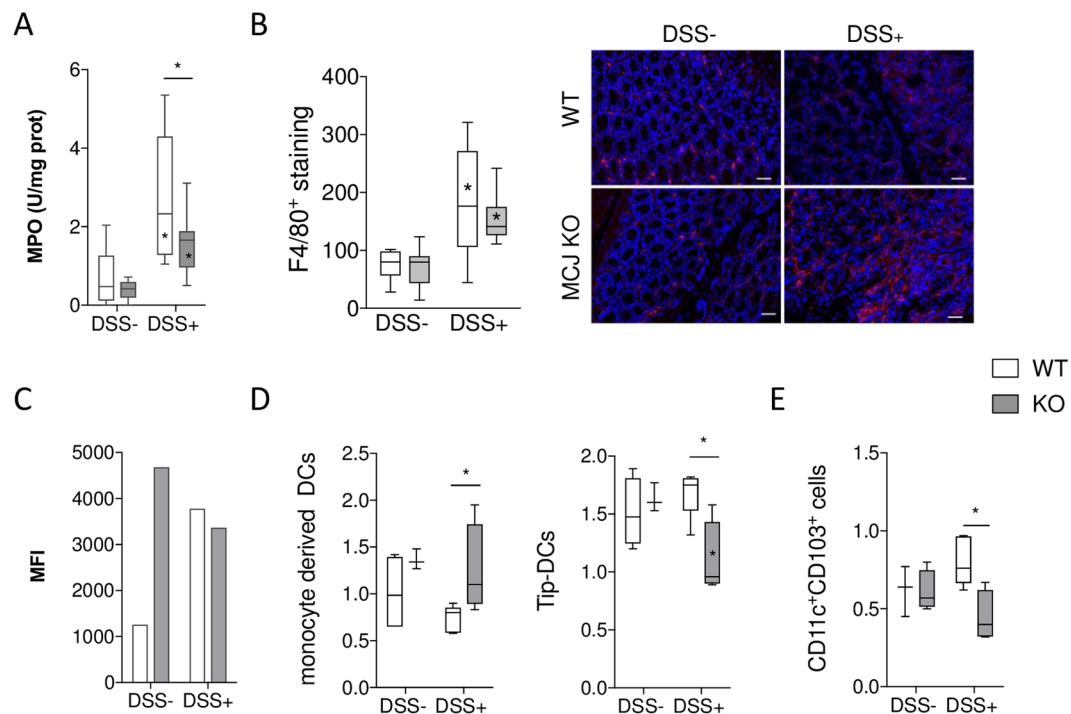 A
MPO (U/mg prot)
6
4
2
0
*
*
*
DSS-
DSS+
B
F4/80+ staining
400
300
200
100
0
*
*
DSS-
DSS+
DSS-
DSS+
WT
MCJ KO
WT
KO
C
MFI
5000
4000
3000
2000
1000
0
DSS-
DSS+
D
monocyte derived DCs
2.5
2.0
1.5
1.0
0.5
0.0
*
DSS-
DSS+
Tip-DCs
2.0
1.5
1.0
0.5
0.0
*
*
DSS-
DSS+
E
CD11c+CD103+ cells
1.5
1.0
0.5
0.0
*
DSS-
DSS+